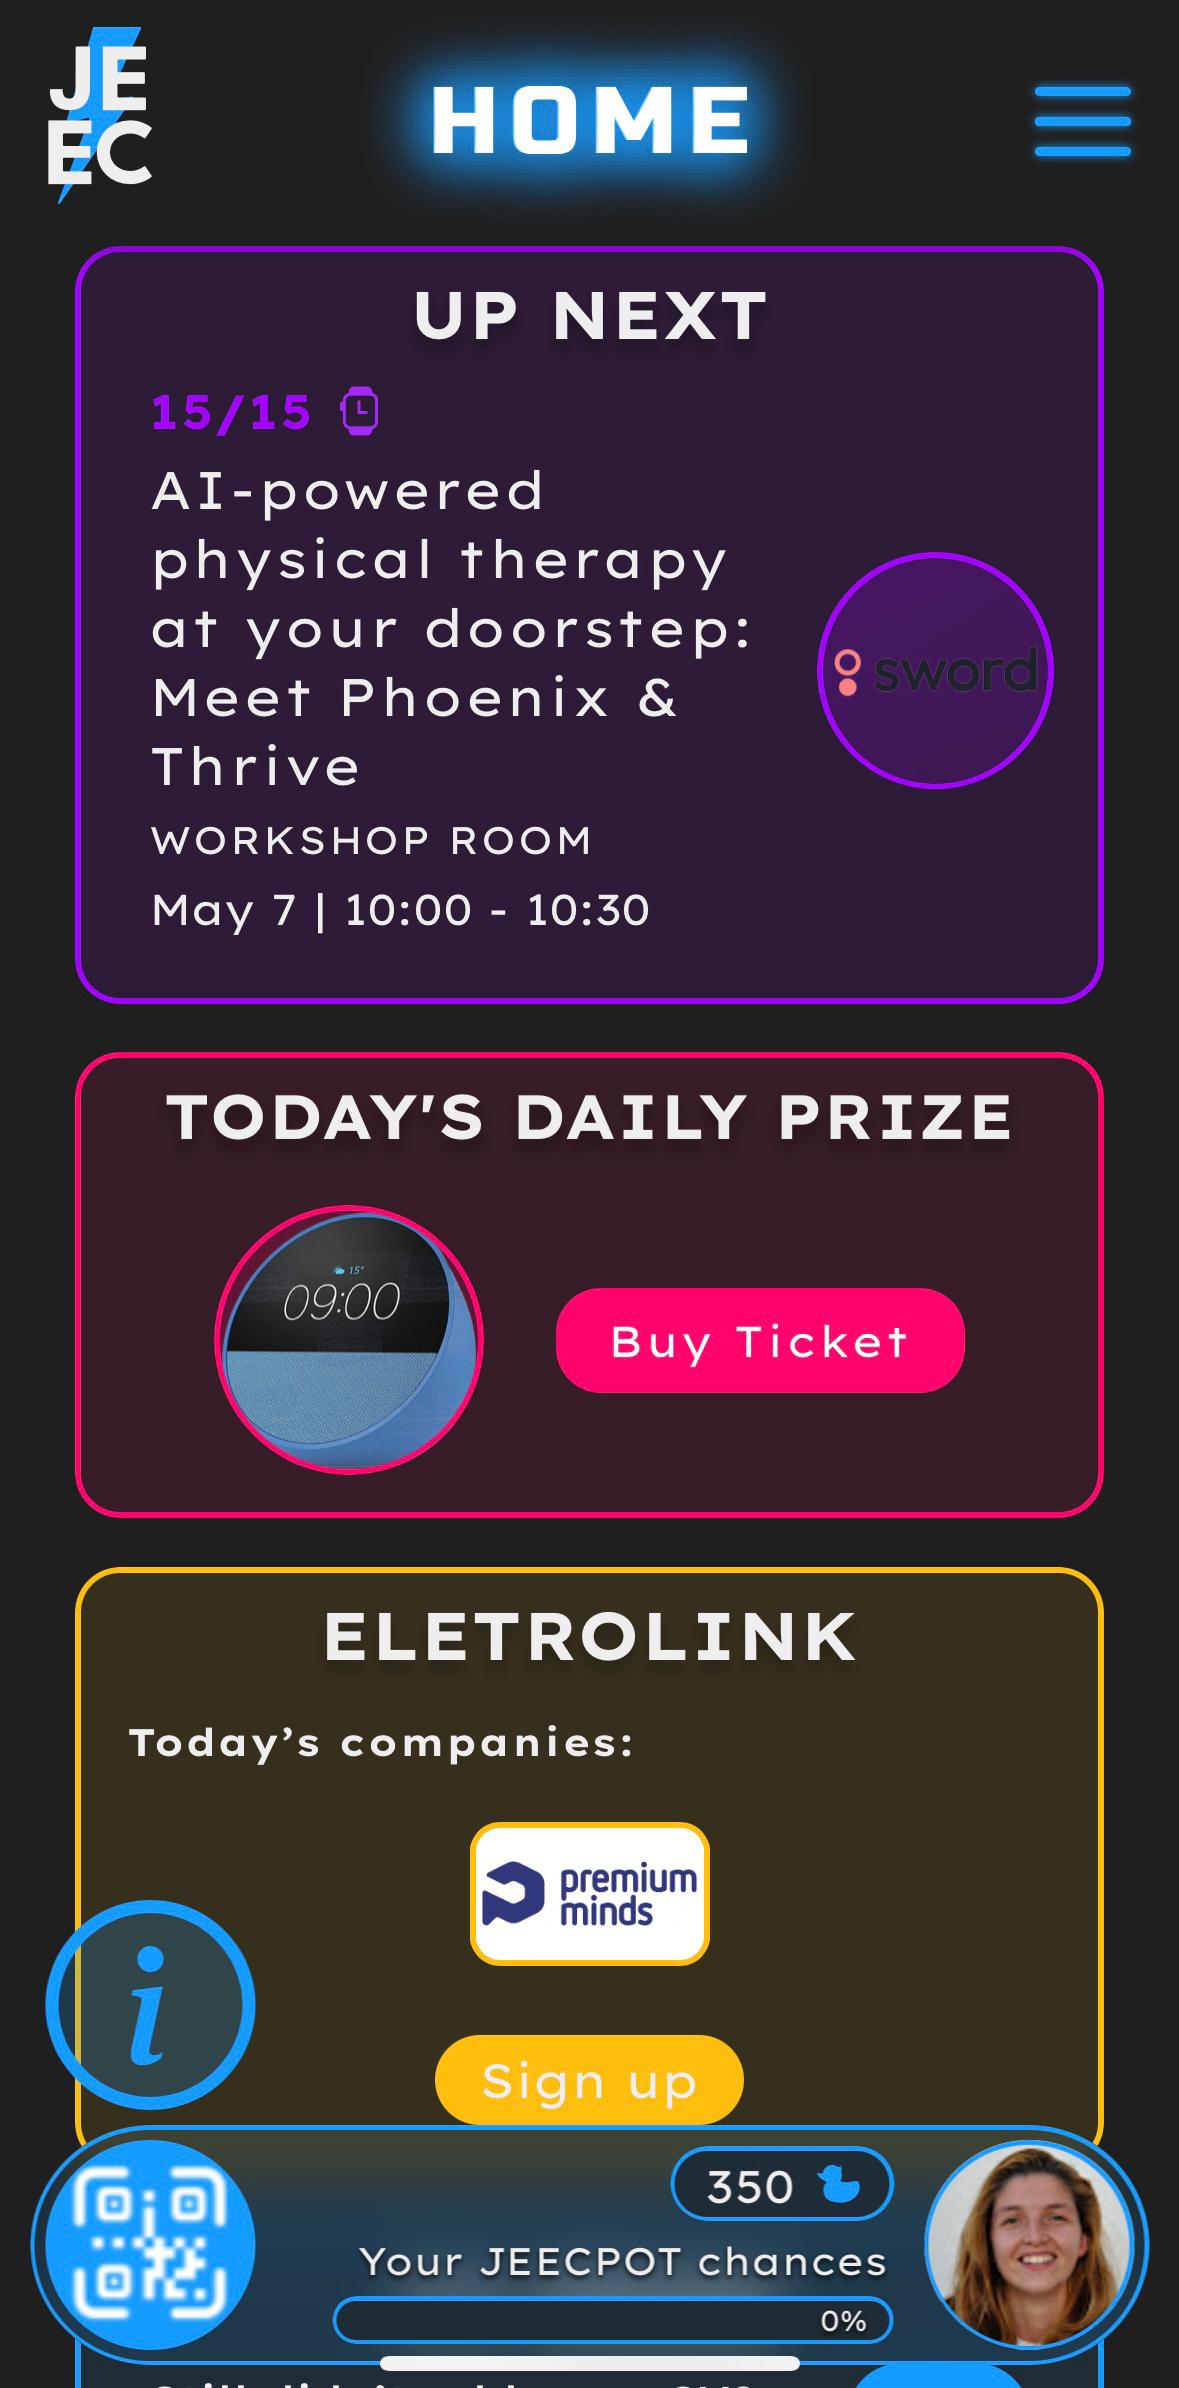 JE
EC
HOME
UP NEXT
15/15
AI-powered
physical therapy
at your doorstep:
Meet Phoenix &
Thrive
WORKSHOP ROOM
May 7 | 10:00 - 10:30
sword
TODAY'S DAILY PRIZE
15°
09:00
Buy Ticket
ELETROLINK
Today’s companies:
premium
minds
i
Sign up
350
Your JEECPOT chances
0%